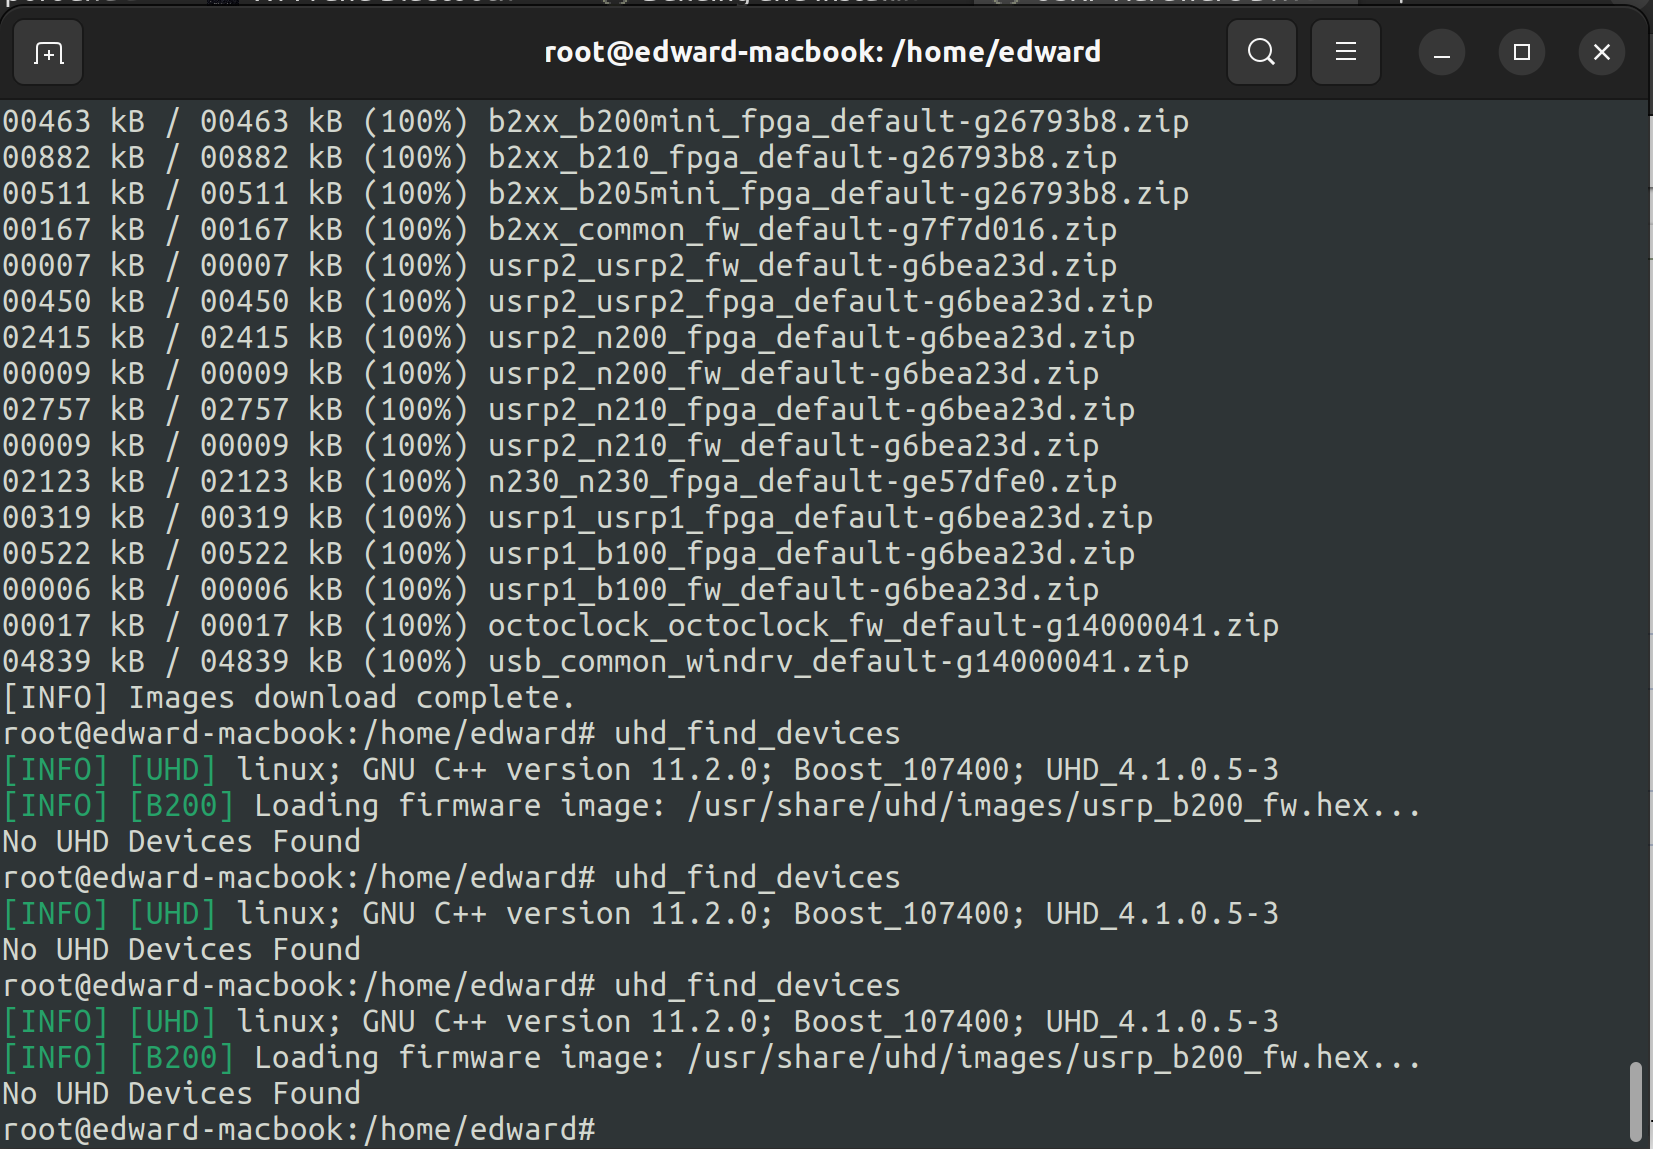 root@edward-macbook: /home/edward
00463 kB / 00463 kB (100%) b2xx_b200mini_fpga_default-g26793b8.zip
00882 kB / 00882 kB (100%) b2xx_b210_fpga_default-g26793b8.zip
00511 kB / 00511 kB (100%) b2xx_b205mini_fpga_default-g26793b8.zip
00167 kB / 00167 kB (100%) b2xx_common_fw_default-g7f7d016.zip
00007 kB / 00007 kB (100%) usrp2_usrp2_fw_default-g6bea23d.zip
00450 kB / 00450 kB (100%) usrp2_usrp2_fpga_default-g6bea23d.zip
02415 kB / 02415 kB (100%) usrp2_n200_fpga_default-g6bea23d.zip
00009 kB / 00009 kB (100%) usrp2_n200_fw_default-g6bea23d.zip
02757 kB / 02757 kB (100%) usrp2_n210_fpga_default-g6bea23d.zip
00009 kB / 00009 kB (100%) usrp2_n210_fw_default-g6bea23d.zip
02123 kB / 02123 kB (100%) n230_n230_fpga_default-ge57dfe0.zip
00319 kB / 00319 kB (100%) usrp1_usrp1_fpga_default-g6bea23d.zip
00522 kB / 00522 kB (100%) usrp1_b100_fpga_default-g6bea23d.zip
00006 kB / 00006 kB (100%) usrp1_b100_fw_default-g6bea23d.zip
00017 kB / 00017 kB (100%) octoclock_octoclock_fw_default-g14000041.zip
04839 kB / 04839 kB (100%) usb_common_windrv_default-g14000041.zip
[INFO] Images download complete.
root@edward-macbook:/home/edward# uhd_find_devices
[INFO] [UHD] linux; GNU C++ version 11.2.0; Boost_107400; UHD_4.1.0.5-3
[INFO] [B200] Loading firmware image: /usr/share/uhd/images/usrp_b200_fw.hex...
No UHD Devices Found
root@edward-macbook:/home/edward# uhd_find_devices
[INFO] [UHD] linux; GNU C++ version 11.2.0; Boost_107400; UHD_4.1.0.5-3
No UHD Devices Found
root@edward-macbook:/home/edward# uhd_find_devices
[INFO] [UHD] linux; GNU C++ version 11.2.0; Boost_107400; UHD_4.1.0.5-3
[INFO] [B200] Loading firmware image: /usr/share/uhd/images/usrp_b200_fw.hex...
No UHD Devices Found
root@edward-macbook:/home/edward#